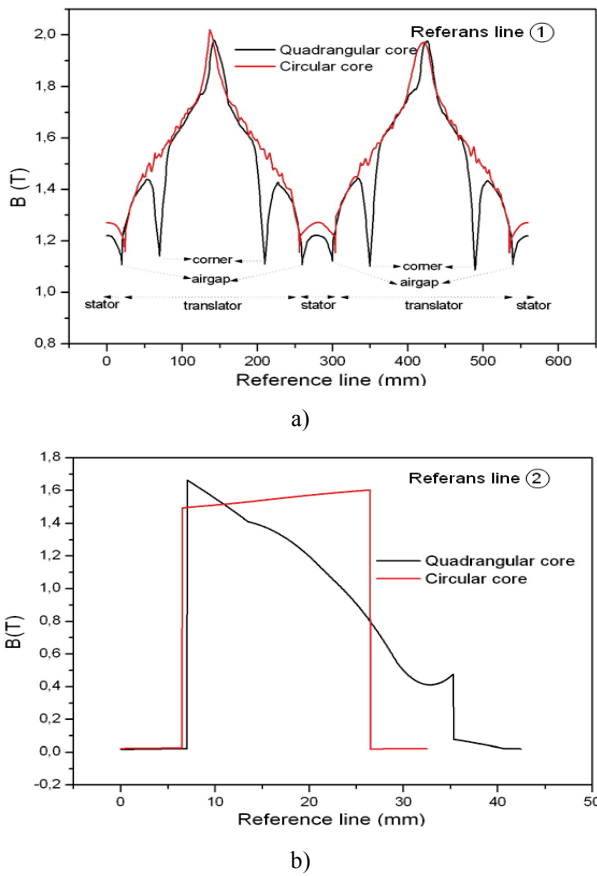 Referans line 1
Quadrangular core
Circular core
2,0
1,8
1,6
1,4
1,2
1,0
0,8
B (T)
corner
corner
airgap
airgap
stator translator stator translator stator
0 100 200 300 400 500 600
Reference line (mm)
a)
Referans line 2
Quadrangular core
Circular core
1,8
1,6
1,4
1,2
1,0
0,8
0,6
0,4
0,2
0,0
-0,2
B(T)
0 10 20 30 40 50
Reference line (mm)
b)